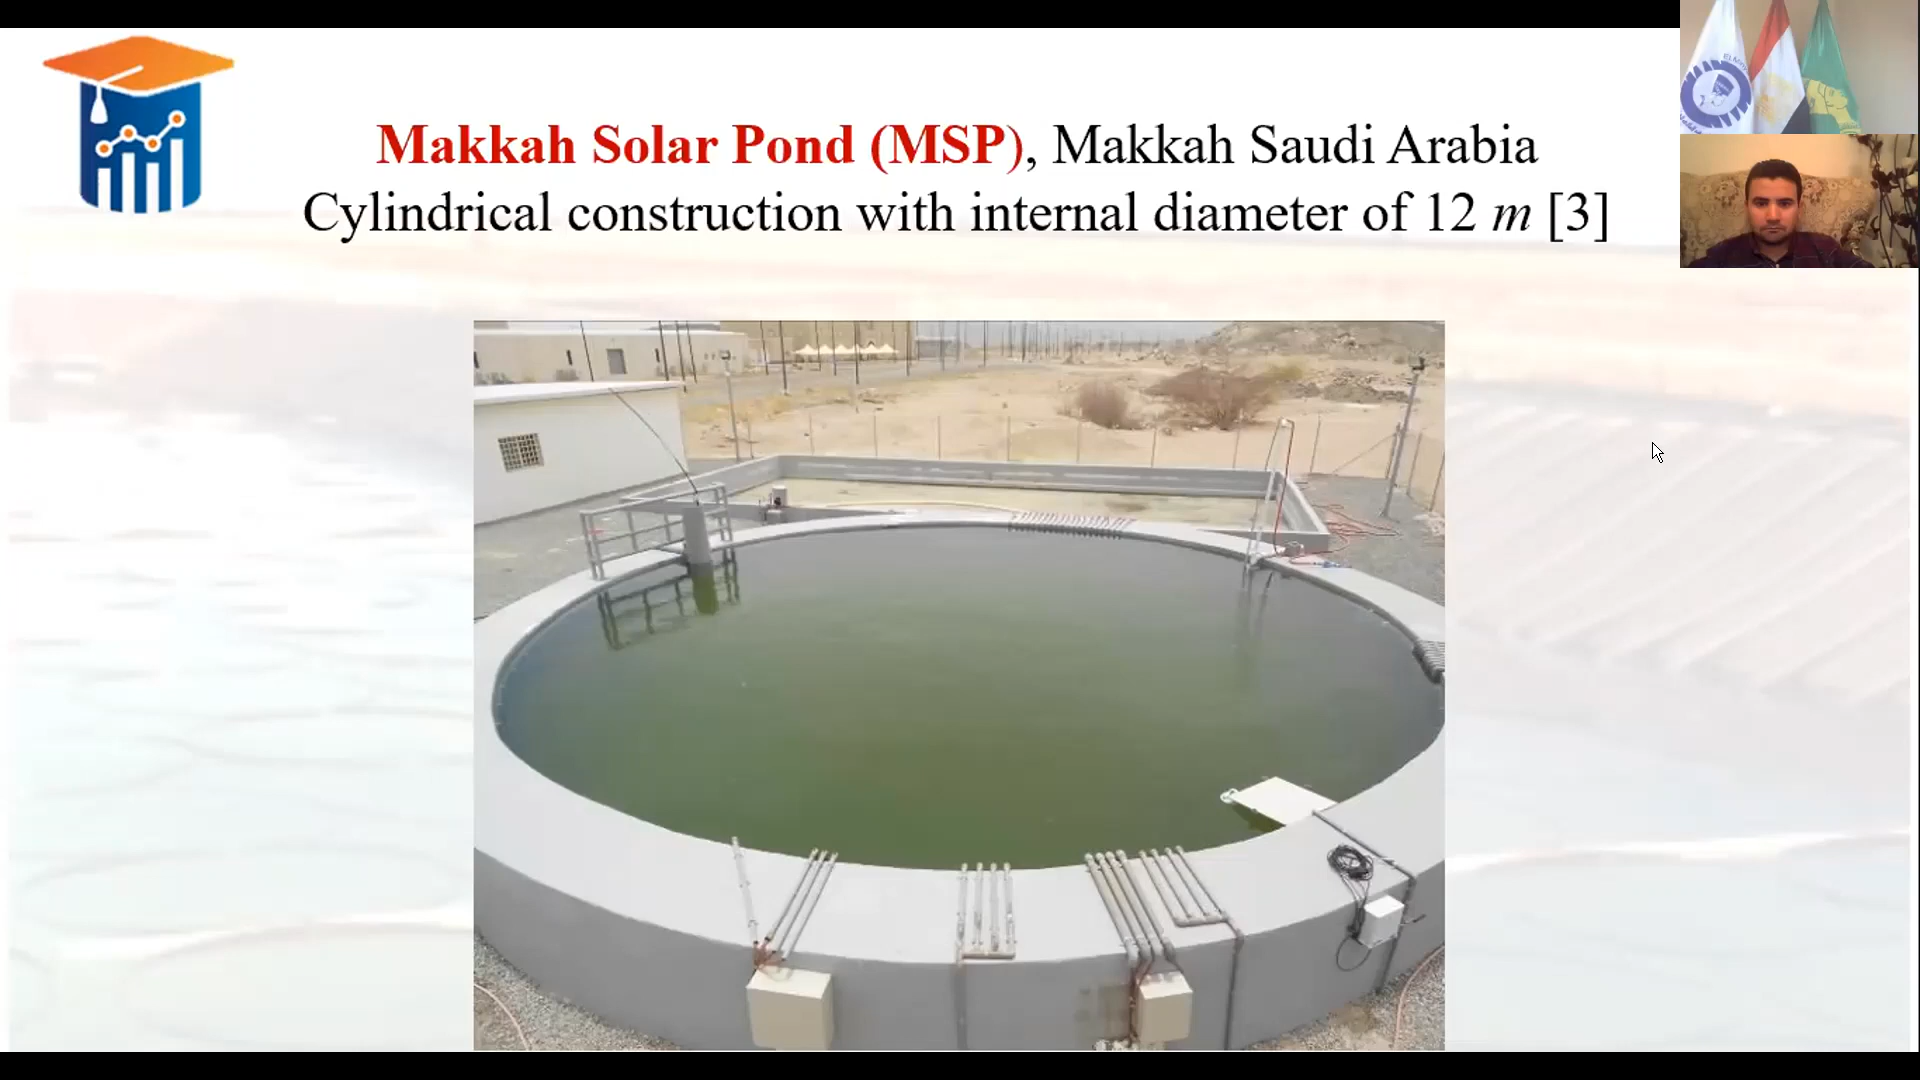 Makkah Solar Pond (MSP), Makkah Saudi Arabia
Cylindrical construction with internal diameter of 12 m [3]